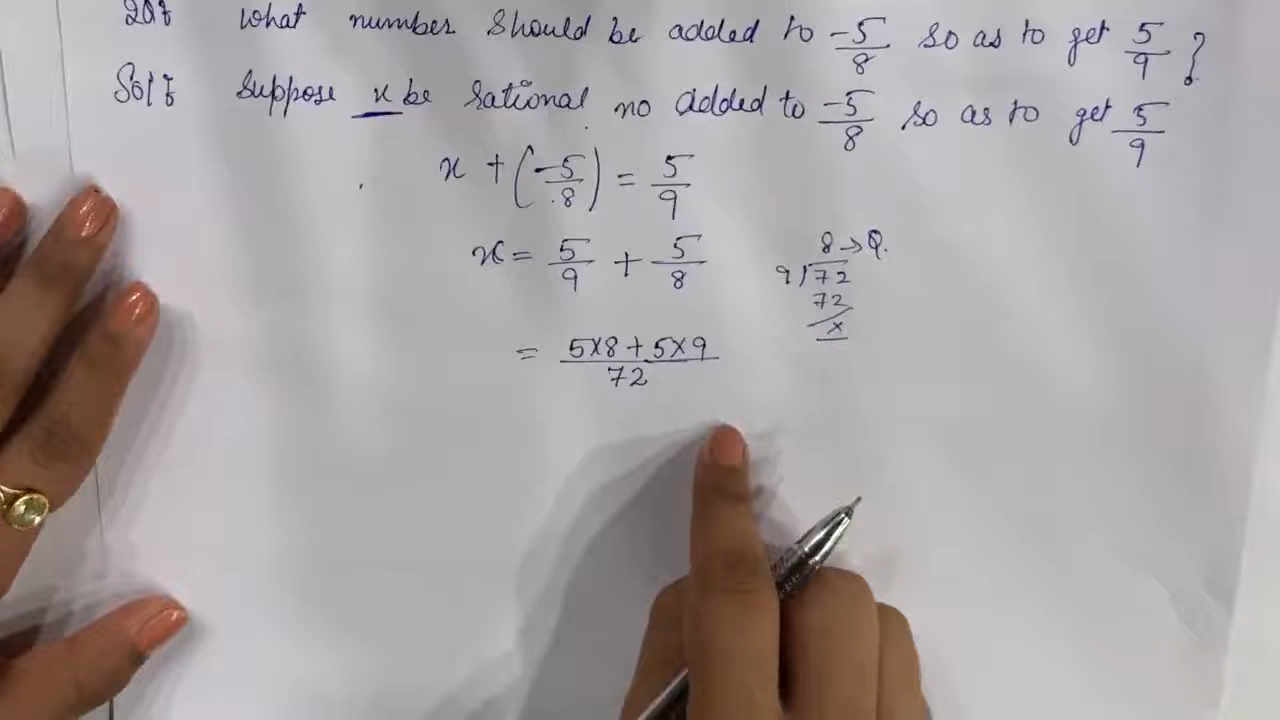 20% What number should be added to -5/8 so as to get 5/9?
Sol% Suppose x be rational no added to -5/8 so as to get 5/9
x + (-5/8) = 5/9
x = 5/9 + 5/8
8 → Q.
9)72
72
x
= 5×8+5×9/72